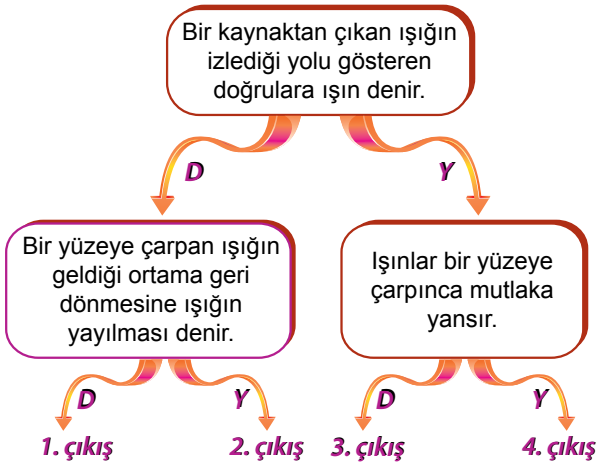 Bir kaynaktan çıkan ışığın
izlediği yolu gösteren
doğrulara ışın denir.
D
Y
Bir yüzeye çarpan ışığın
geldiği ortama geri
dönmesine ışığın
yayılması denir.
Işınlar bir yüzeye
çarpınca mutlaka
yansır.
D
Y
D
Y
1. çıkış
2. çıkış
3. çıkış
4. çıkış